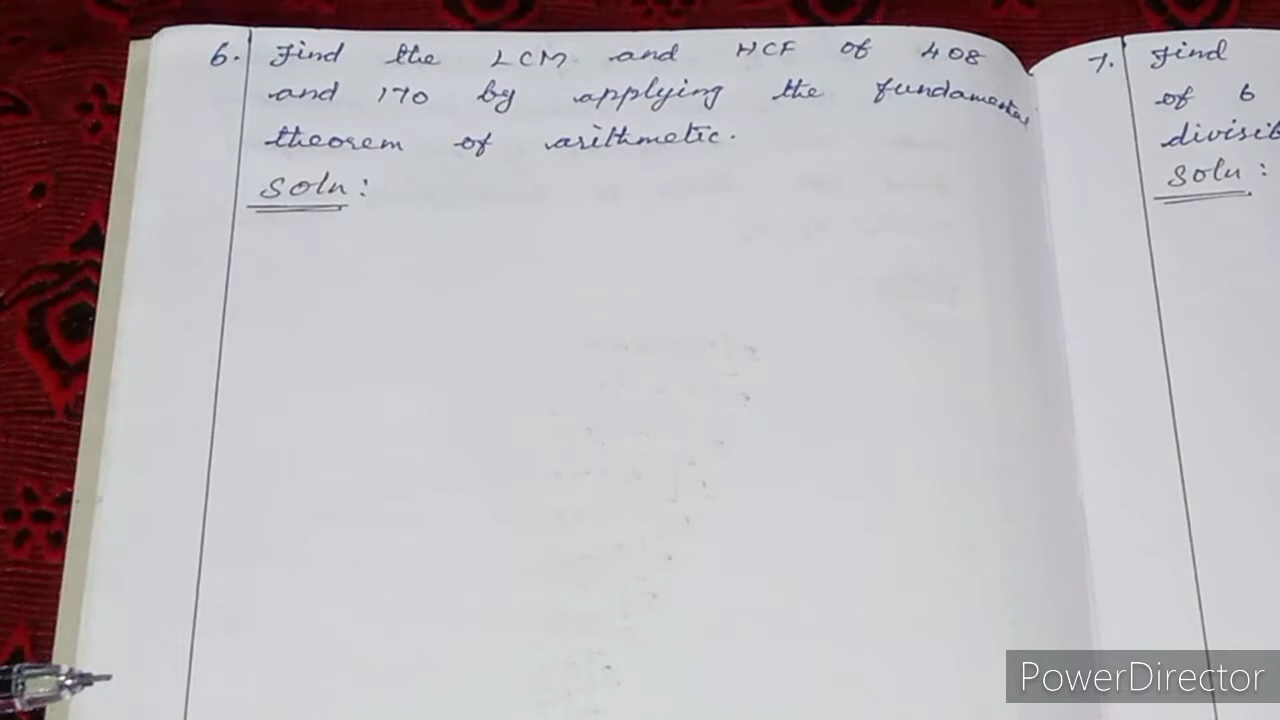 6. Find the LCM and HCF of 408
and 170 by applying the fundamental
theorem of arithmetic.
Soln:
7. Find
of 6
divisib
Soln:
PowerDirector